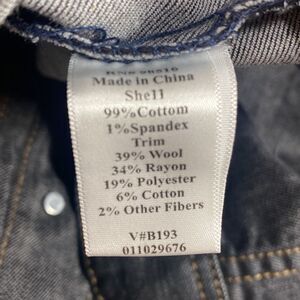 Made in China
Shell
99%Cotton
1%Spandex
Trim
39% Wool
34% Rayon
19% Polyester
6% Cotton
2% Other Fibers
V#B193
011029676